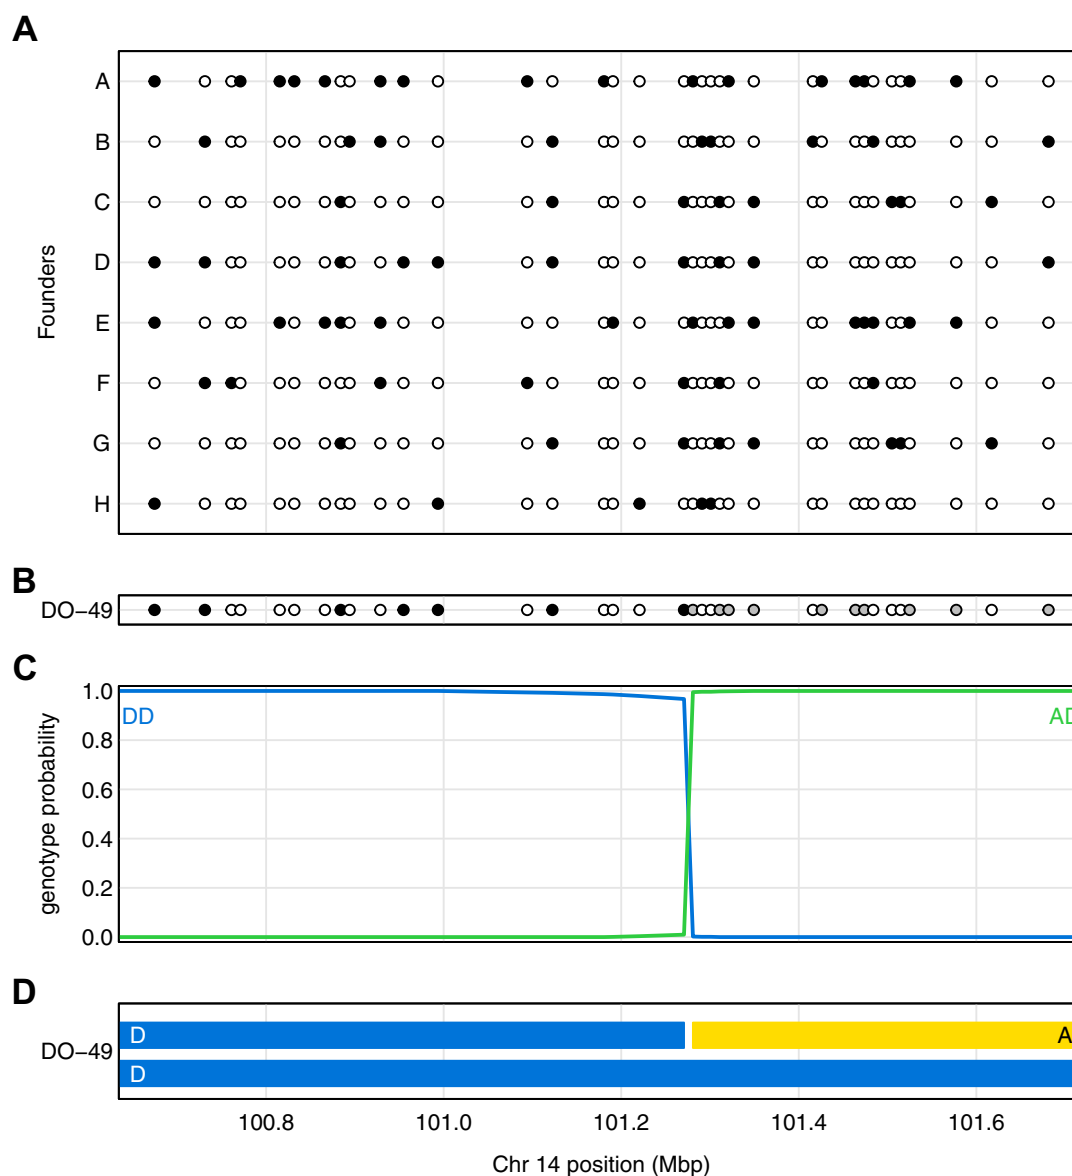 A
A
B
C
D
E
F
G
H
Founders
B
DO−49
C
1.0
0.8
0.6
0.4
0.2
0.0
genotype probability
DD
AD
D
DO−49
D
A
D
100.8 101.0 101.2 101.4 101.6
Chr 14 position (Mbp)